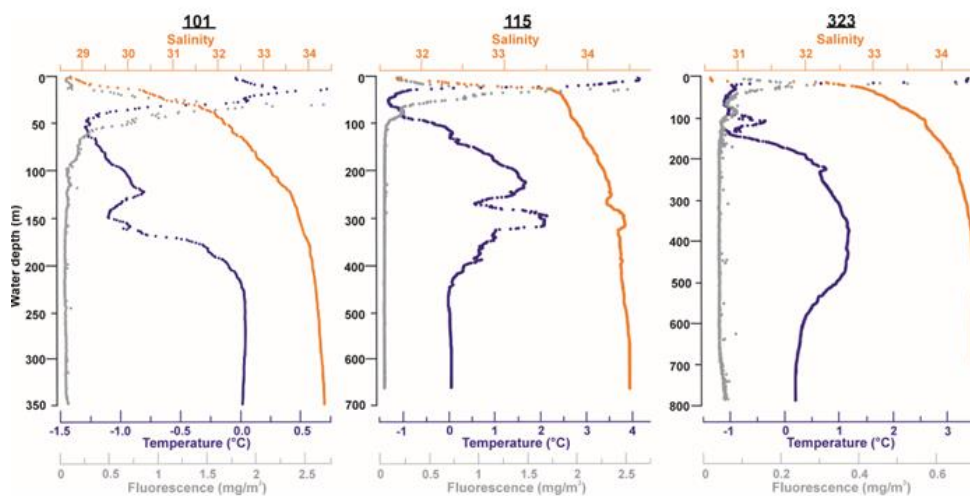 101 115 323
Salinity Salinity Salinity
29 30 31 32 33 34 32 33 34 31 32 33 34
0 50 100 150 200 250 300 350
Water depth (m)
0 100 200 300 400 500 600 700
0 100 200 300 400 500 600 700 800
-1.5 -1.0 -0.5 0.0 0.5 -1 0 1 2 3 4 -1 0 1 2 3
Temperature (°C) Temperature (°C) Temperature (°C)
0 0.5 1 1.5 2 2.5 0 0.5 1 1.5 2 2.5 0 0.2 0.4 0.6
Fluorescence (mg/m³) Fluorescence (mg/m³) Fluorescence (mg/m³)